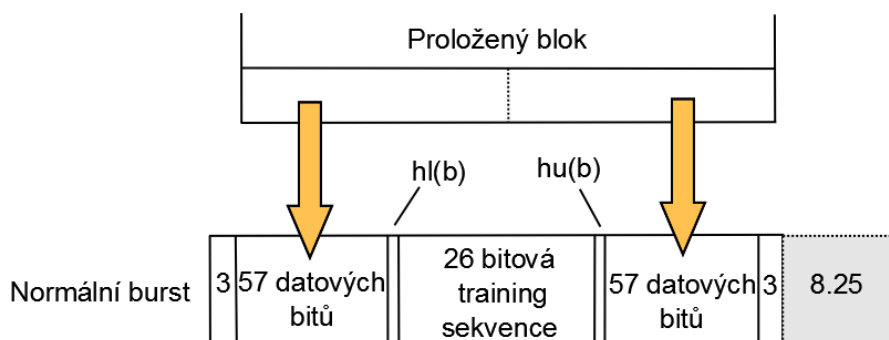 Proložený blok
hl(b)
hu(b)
Normální burst
3
57 datových
bitů
26 bitová
training
sekvence
57 datových
bitů
3
8.25